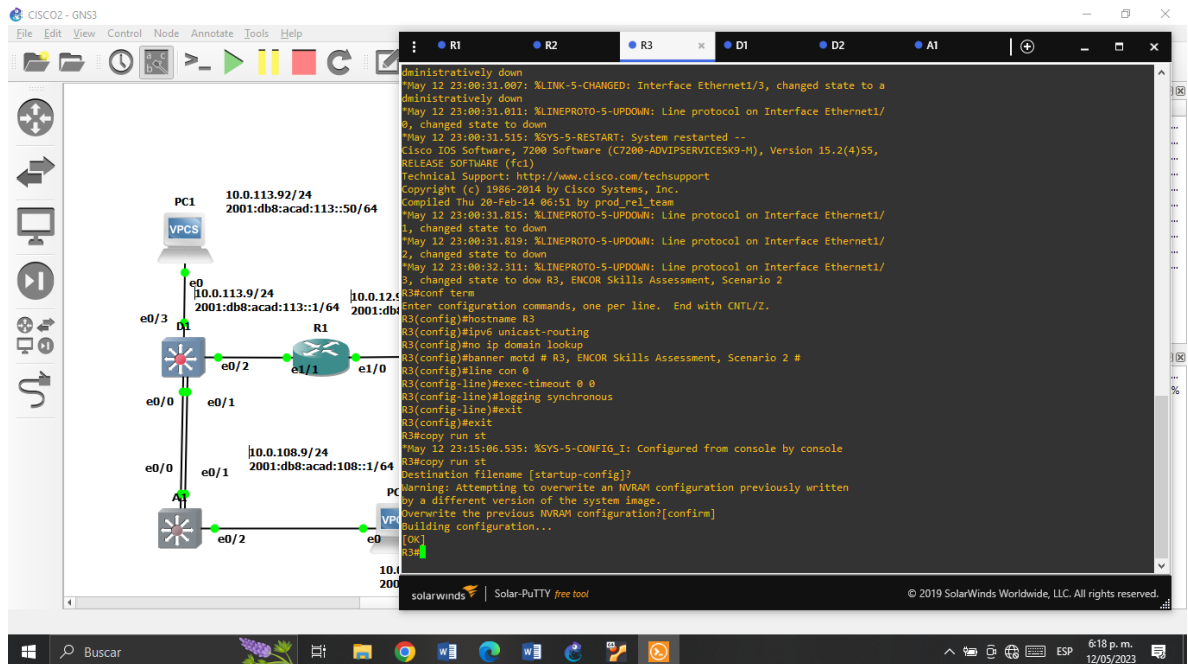 CISCO2 - GNS3
File Edit View Control Node Annotate Tools Help
R1
R2
R3
D1
D2
A1
PC1
10.0.113.92/24
2001:db8:acad:113::50/64
VPCS
e0
10.0.113.9/24
2001:db8:acad:113::1/64
10.0.12.9
2001:db
e0/3
D1
R1
e0/2
e1/1
e1/0
e0/0
e0/1
10.0.108.9/24
2001:db8:acad:108::1/64
e0/0
e0/1
A1
PC
VPC
e0/2
e0
10.0
200
dministratively down
*May 12 23:00:31.007: %LINK-5-CHANGED: Interface Ethernet1/3, changed state to a
dministratively down
*May 12 23:00:31.011: %LINEPROTO-5-UPDOWN: Line protocol on Interface Ethernet1/
0, changed state to down
*May 12 23:00:31.515: %SYS-5-RESTART: System restarted --
Cisco IOS Software, 7200 Software (C7200-ADVIPSERVICESK9-M), Version 15.2(4)S5,
RELEASE SOFTWARE (fc1)
Technical Support: http://www.cisco.com/techsupport
Copyright (c) 1986-2014 by Cisco Systems, Inc.
Compiled Thu 20-Feb-14 06:51 by prod_rel_team
*May 12 23:00:31.815: %LINEPROTO-5-UPDOWN: Line protocol on Interface Ethernet1/
1, changed state to down
*May 12 23:00:31.819: %LINEPROTO-5-UPDOWN: Line protocol on Interface Ethernet1/
2, changed state to down
*May 12 23:00:32.311: %LINEPROTO-5-UPDOWN: Line protocol on Interface Ethernet1/
3, changed state to dow R3, ENCOR Skills Assessment, Scenario 2
R3#conf term
Enter configuration commands, one per line.  End with CNTL/Z.
R3(config)#hostname R3
R3(config)#ipv6 unicast-routing
R3(config)#no ip domain lookup
R3(config)#banner motd # R3, ENCOR Skills Assessment, Scenario 2 #
R3(config)#line con 0
R3(config-line)#exec-timeout 0 0
R3(config-line)#logging synchronous
R3(config-line)#exit
R3(config)#exit
R3#copy run st
*May 12 23:15:06.535: %SYS-5-CONFIG_I: Configured from console by console
R3#copy run st
Destination filename [startup-config]?
Warning: Attempting to overwrite an NVRAM configuration previously written
by a different version of the system image.
Overwrite the previous NVRAM configuration?[confirm]
Building configuration...
[OK]
R3#
solarwinds Solar-PuTTY free tool
© 2019 SolarWinds Worldwide, LLC. All rights reserved.
%
Buscar
ESP
6:18 p. m.
12/05/2023